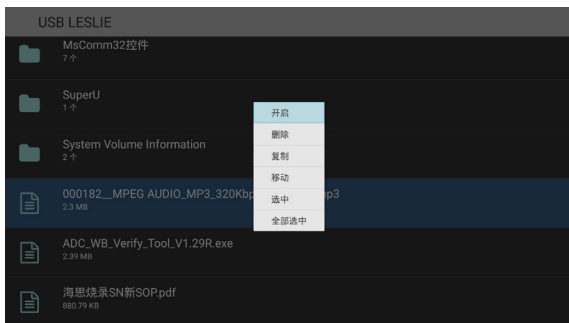 USB LESLIE
MsComm32控件
7 个
SuperU
1 个
System Volume Information
2 个
000182__MPEG AUDIO_MP3_320Kbp
p3
2.3 MB
ADC_WB_Verify_Tool_V1.29R.exe
2.39 MB
海思烧录SN新SOP.pdf
880.79 KB
开启
删除
复制
移动
选中
全部选中